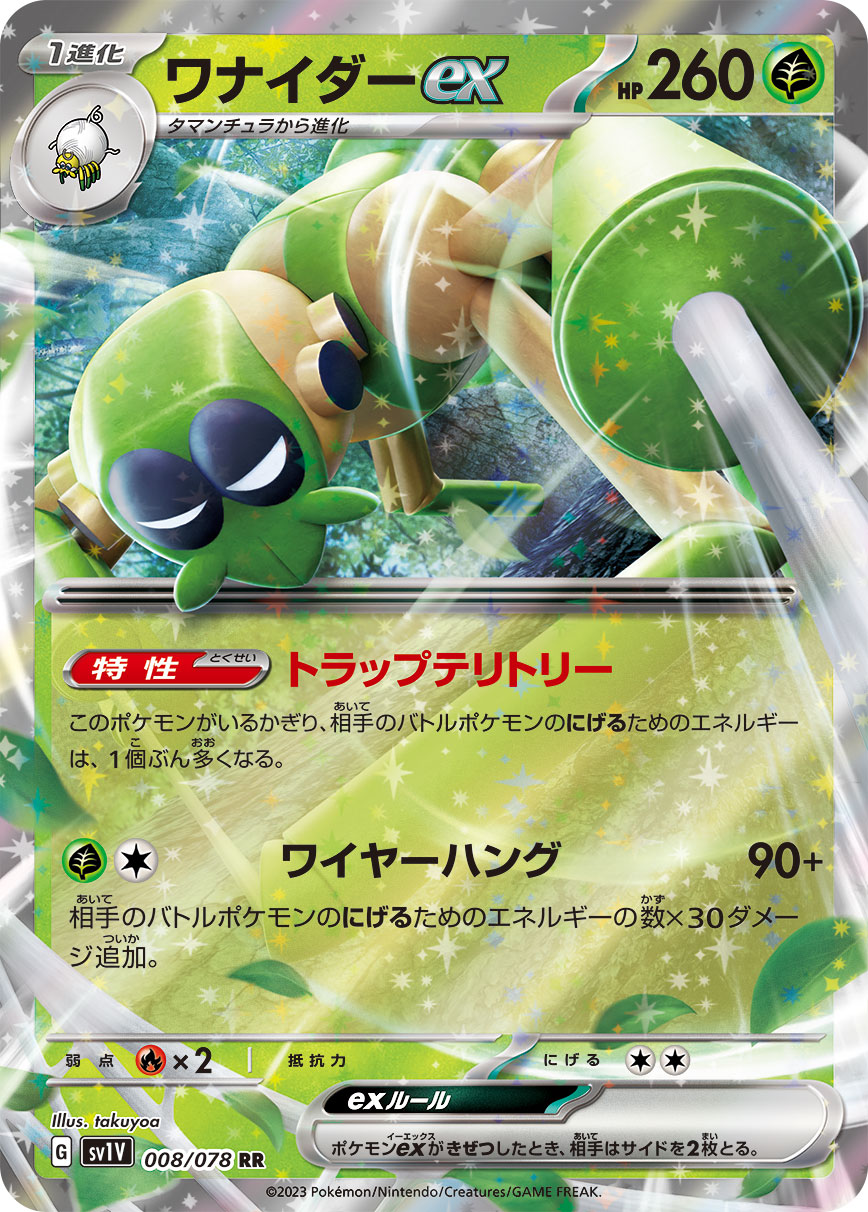 1進化
ワナイダーex
HP 260
タマンチュラから進化
特性
とくせい
トラップテリトリー
あいて
このポケモンがいるかぎり、相手のバトルポケモンのにげるためのエネルギー
こ おお
は、1個ぶん多くなる。
ワイヤーハング 90+
あいて かず
相手のバトルポケモンのにげるためのエネルギーの数×30ダメー
ついか
ジ追加。
弱点 ×2 抵抗力 にげる
exルール
イーエックス あいて まい
ポケモンexがきぜつしたとき、相手はサイドを2枚とる。
Illus. takuyoa
G sv1V 008/078 RR
©2023 Pokémon/Nintendo/Creatures/GAME FREAK.